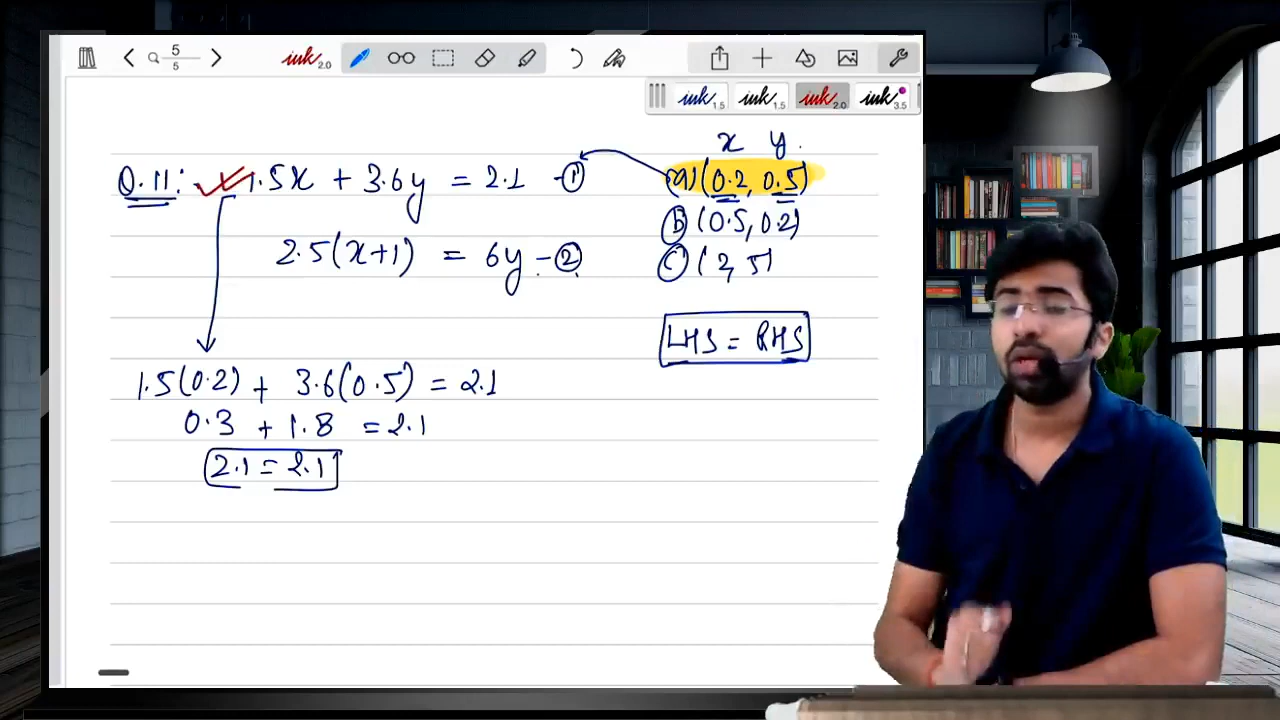 5
5
ink 2.0
ink 1.5 ink 1.5 ink 2.0 ink 3.5
x y.
Q.11: 1.5x + 3.6y = 2.1 -①
(a) (0.2, 0.5)
(b) (0.5, 0.2)
2.5(x+1) = 6y -②
(c) (2, 5)
LHS = RHS
1.5(0.2) + 3.6(0.5) = 2.1
0.3 + 1.8 = 2.1
2.1 = 2.1